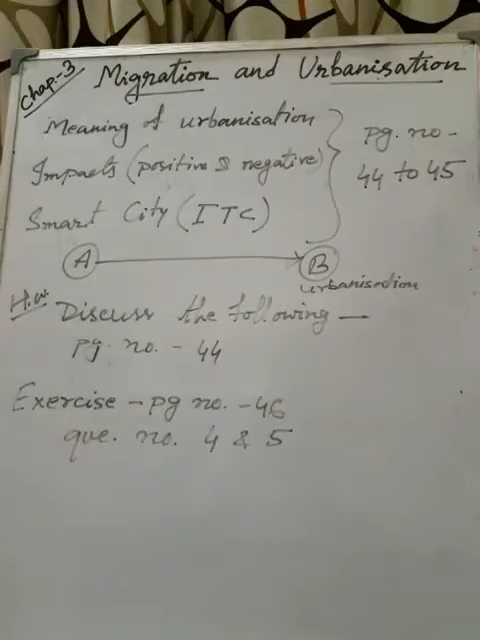 Chap:-3 Migration and Urbanisation
Meaning of urbanisation
Impacts (positive & negative)
Smart City (ITC)
pg. no -
44 to 45
A B
urbanisation
H.W Discuss the following —
pg. no. - 44
Exercise - pg no. - 46
que. no. 4 & 5